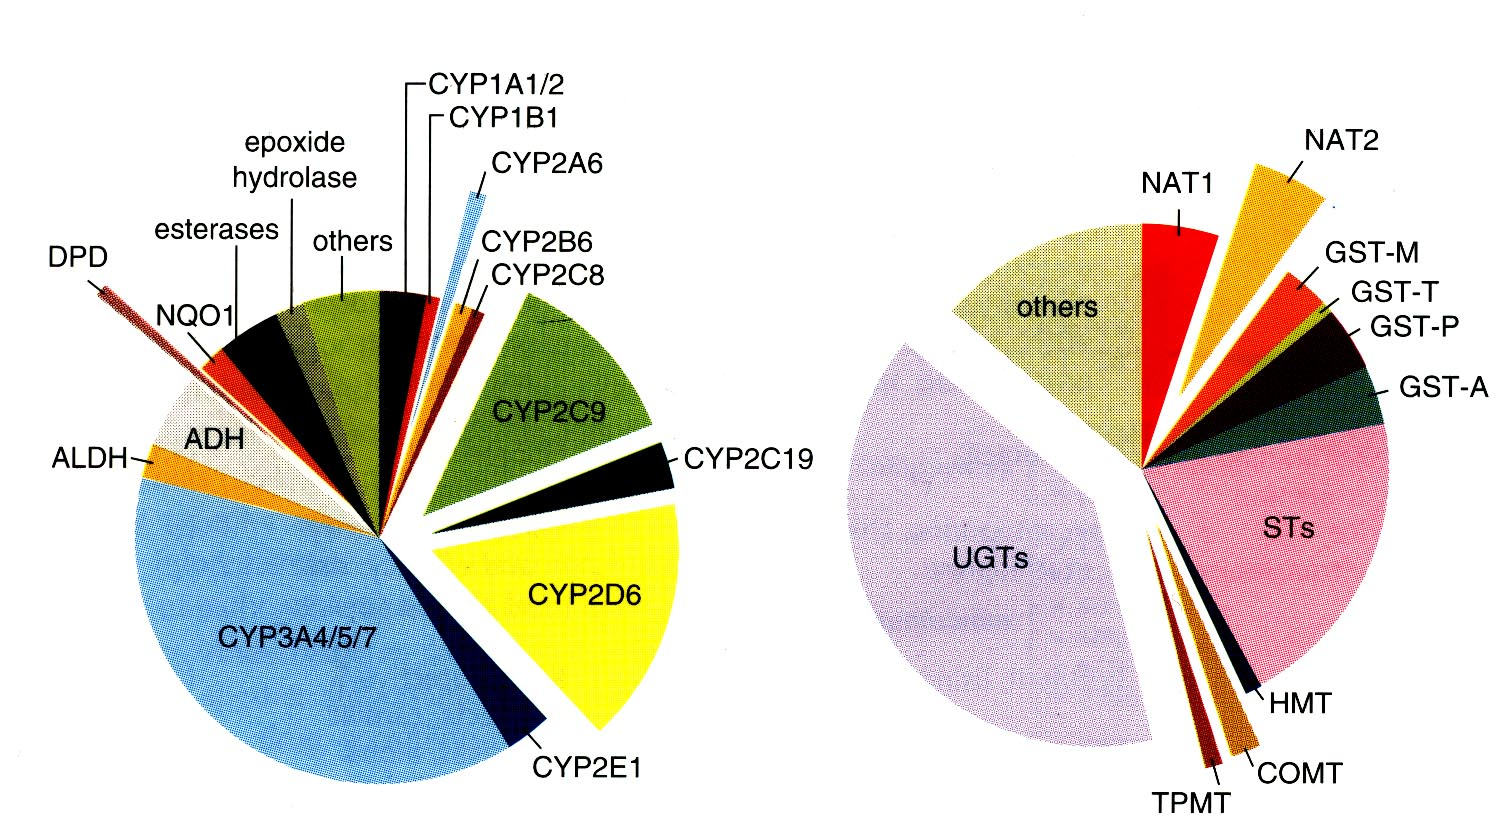 CYP1A1/2
CYP1B1
epoxide
hydrolase
CYP2A6
esterases
others
CYP2B6
DPD
CYP2C8
NQO1
CYP2C9
ADH
ALDH
CYP2C19
CYP2D6
CYP3A4/5/7
CYP2E1
NAT2
NAT1
GST-M
GST-T
others
GST-P
GST-A
STs
UGTs
HMT
COMT
TPMT